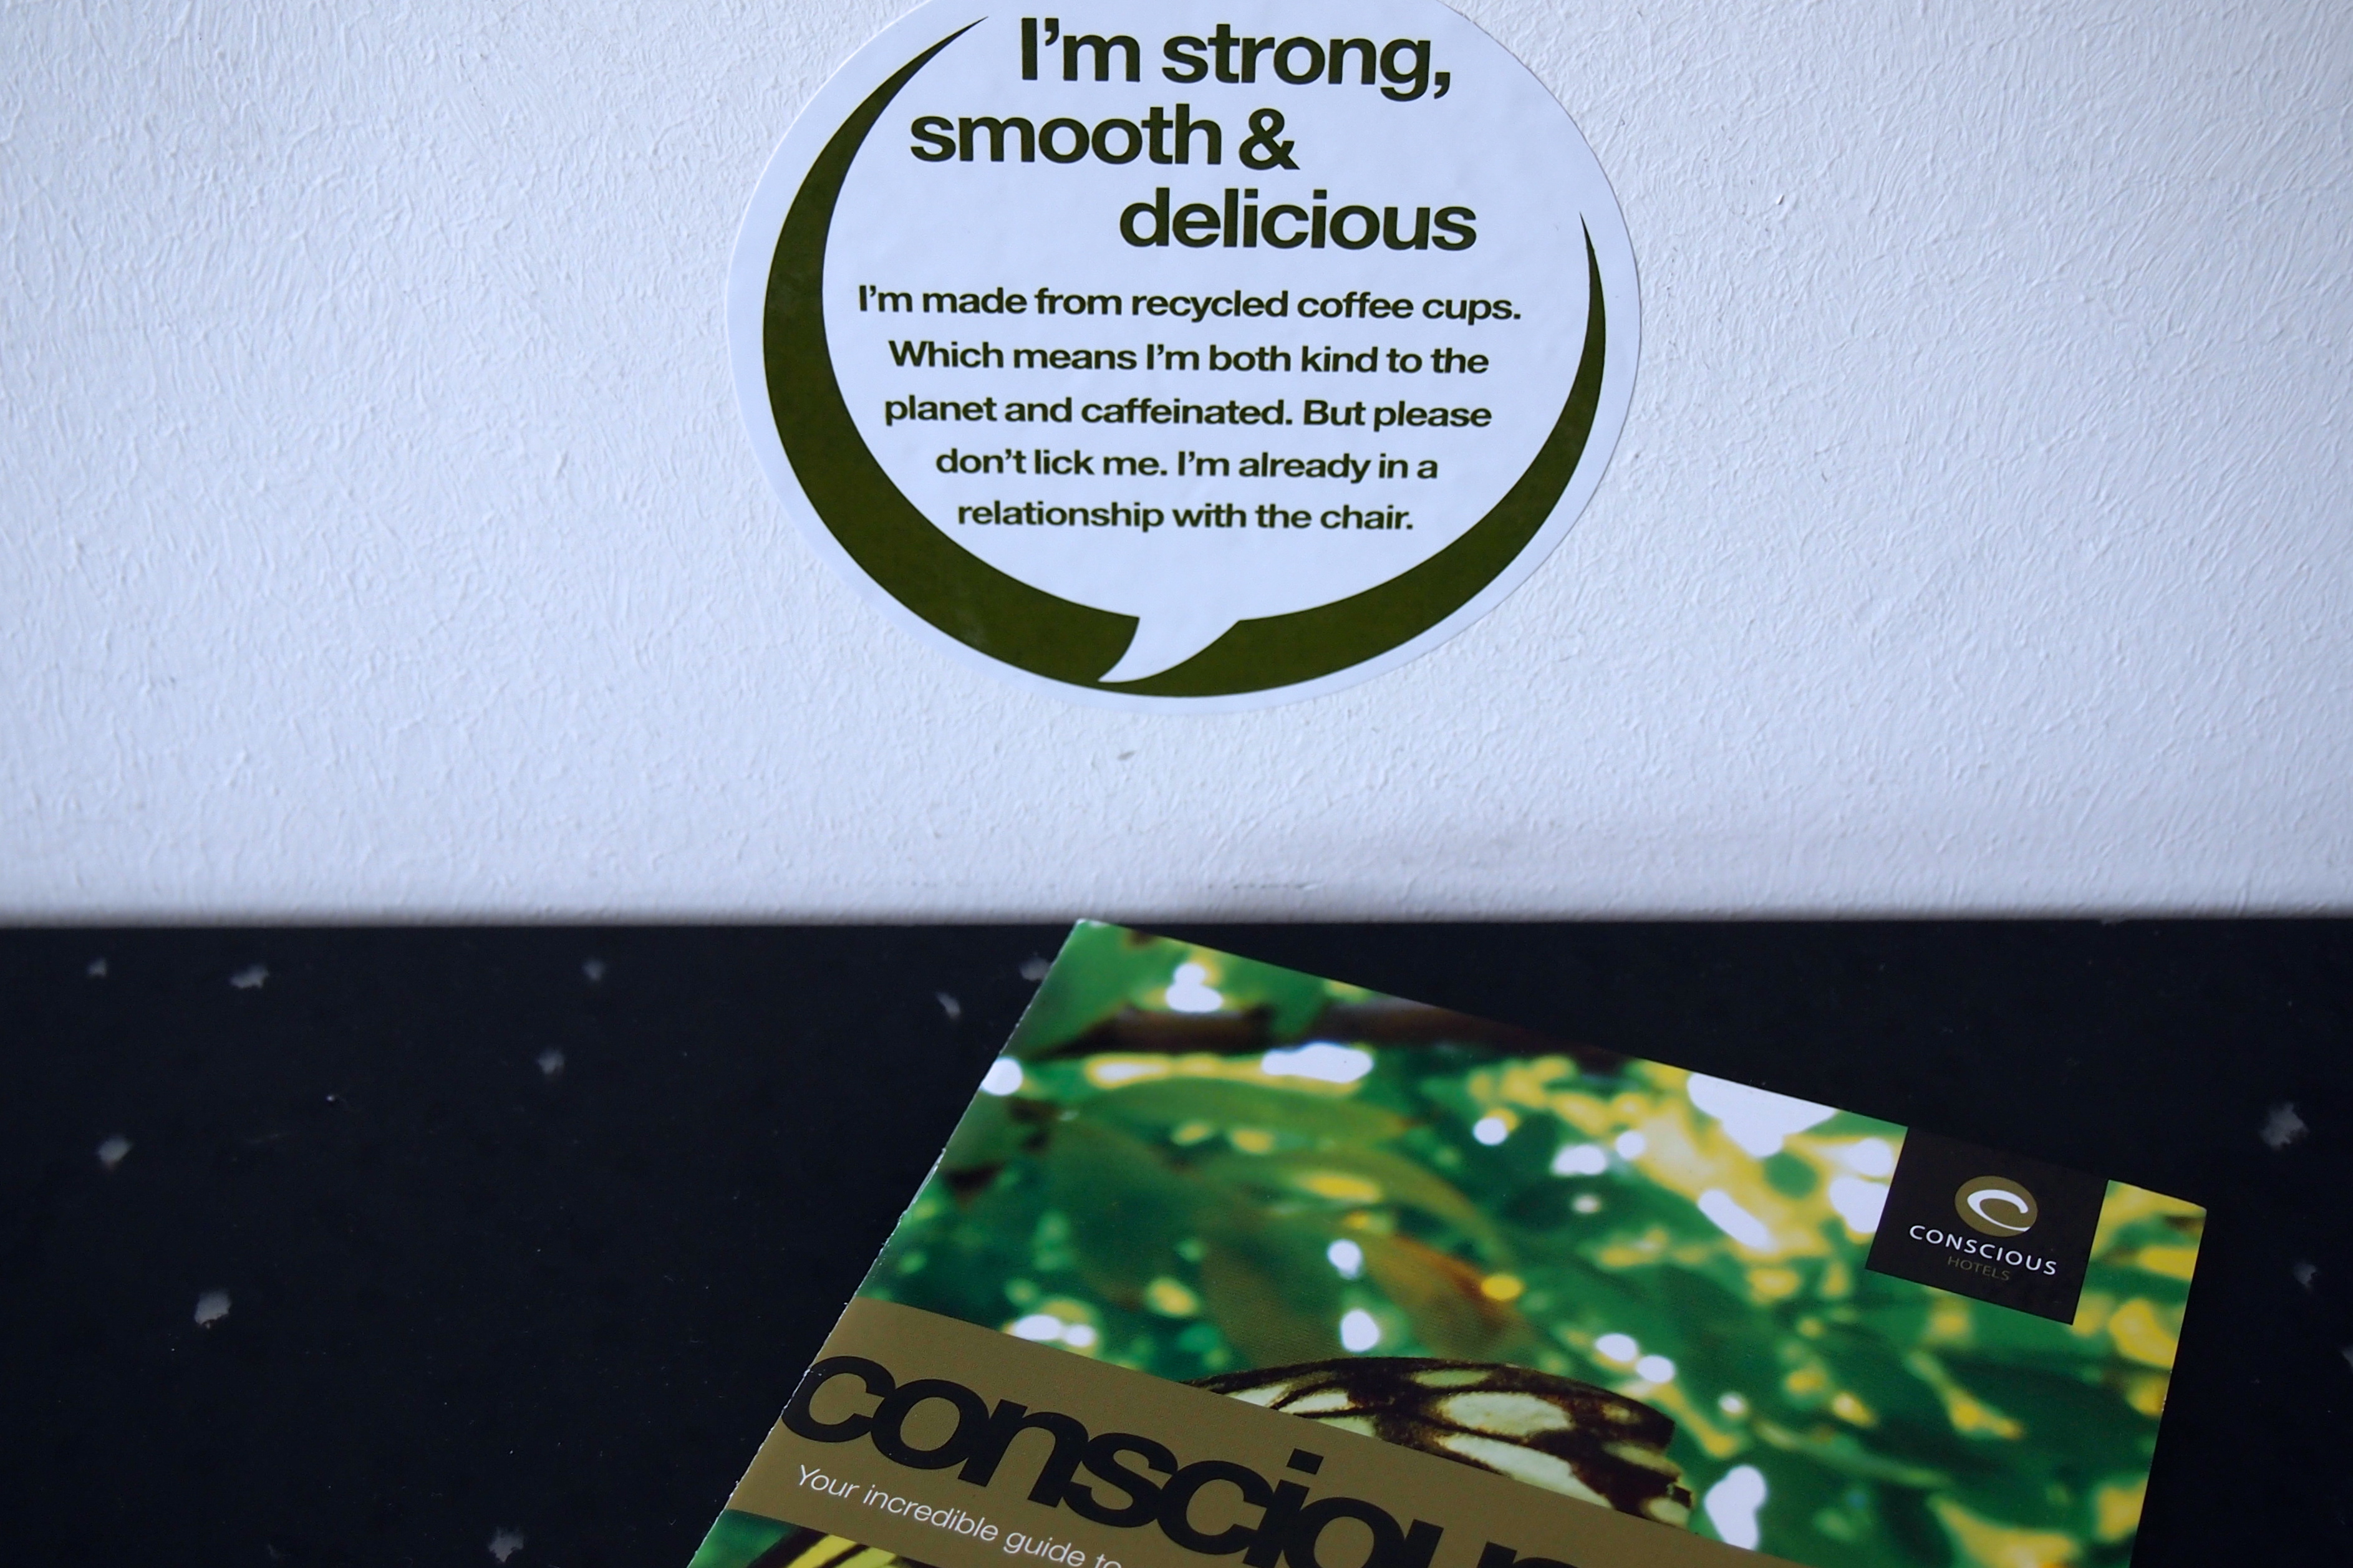 I'm strong,
smooth &
delicious
I'm made from recycled coffee cups.
Which means I'm both kind to the
planet and caffeinated. But please
don't lick me. I'm already in a
relationship with the chair.
CONSCIOUS
HOTELS
conscious
Your incredible guide to